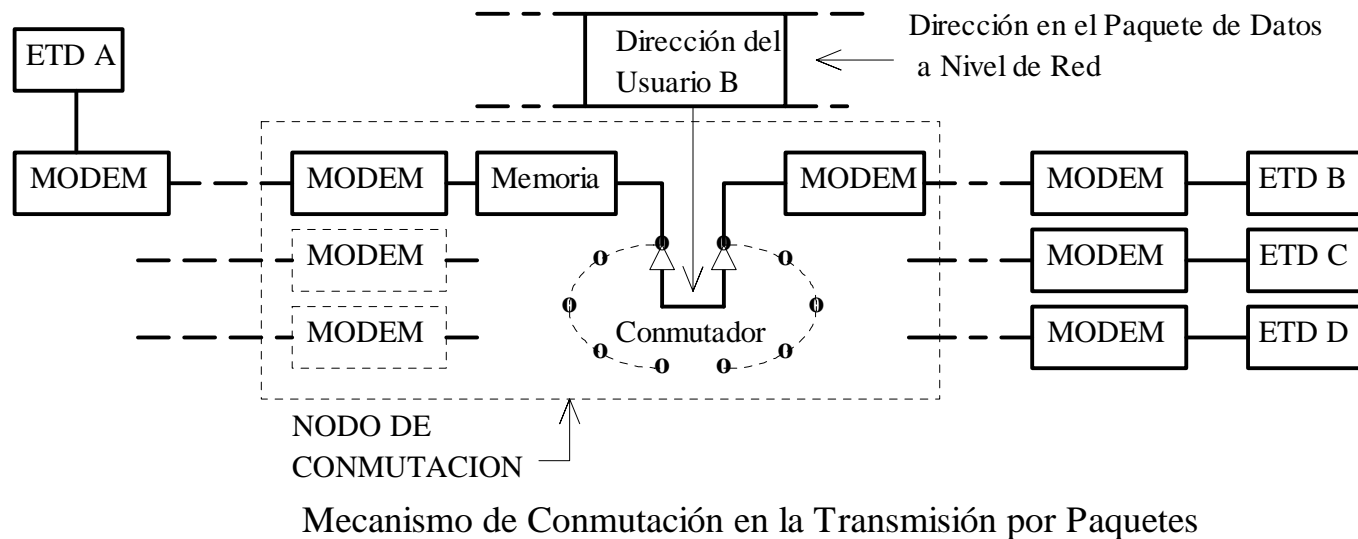 ETD A
Dirección del
Usuario B
Dirección en el Paquete de Datos
a Nivel de Red
MODEM
MODEM
Memoria
MODEM
MODEM
ETD B
MODEM
MODEM
ETD C
MODEM
Conmutador
MODEM
ETD D
NODO DE
CONMUTACION
Mecanismo de Conmutación en la Transmisión por Paquetes